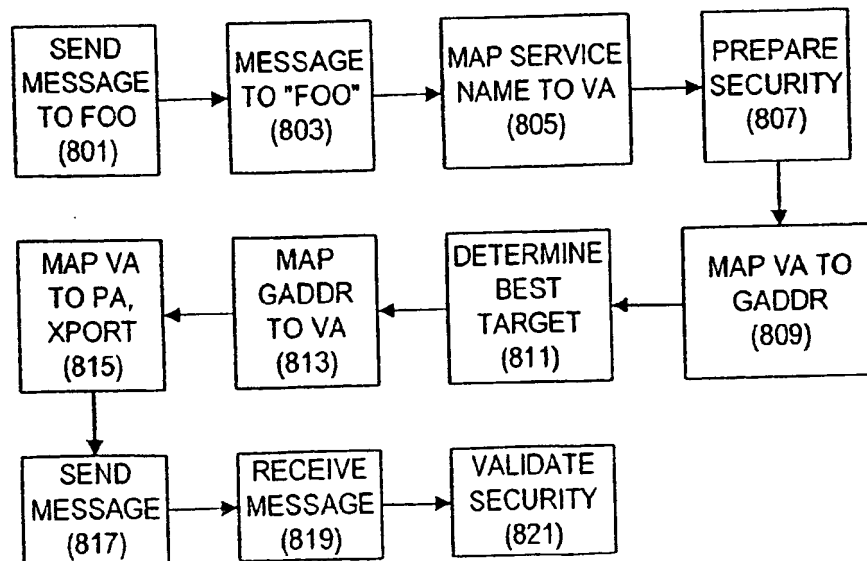 SEND
MESSAGE
TO FOO
(801)
MESSAGE
TO "FOO"
(803)
MAP SERVICE
NAME TO VA
(805)
PREPARE
SECURITY
(807)
MAP VA TO
GADDR
(809)
DETERMINE
BEST
TARGET
(811)
MAP
GADDR
TO VA
(813)
MAP VA
TO PA,
XPORT
(815)
SEND
MESSAGE
(817)
RECEIVE
MESSAGE
(819)
VALIDATE
SECURITY
(821)